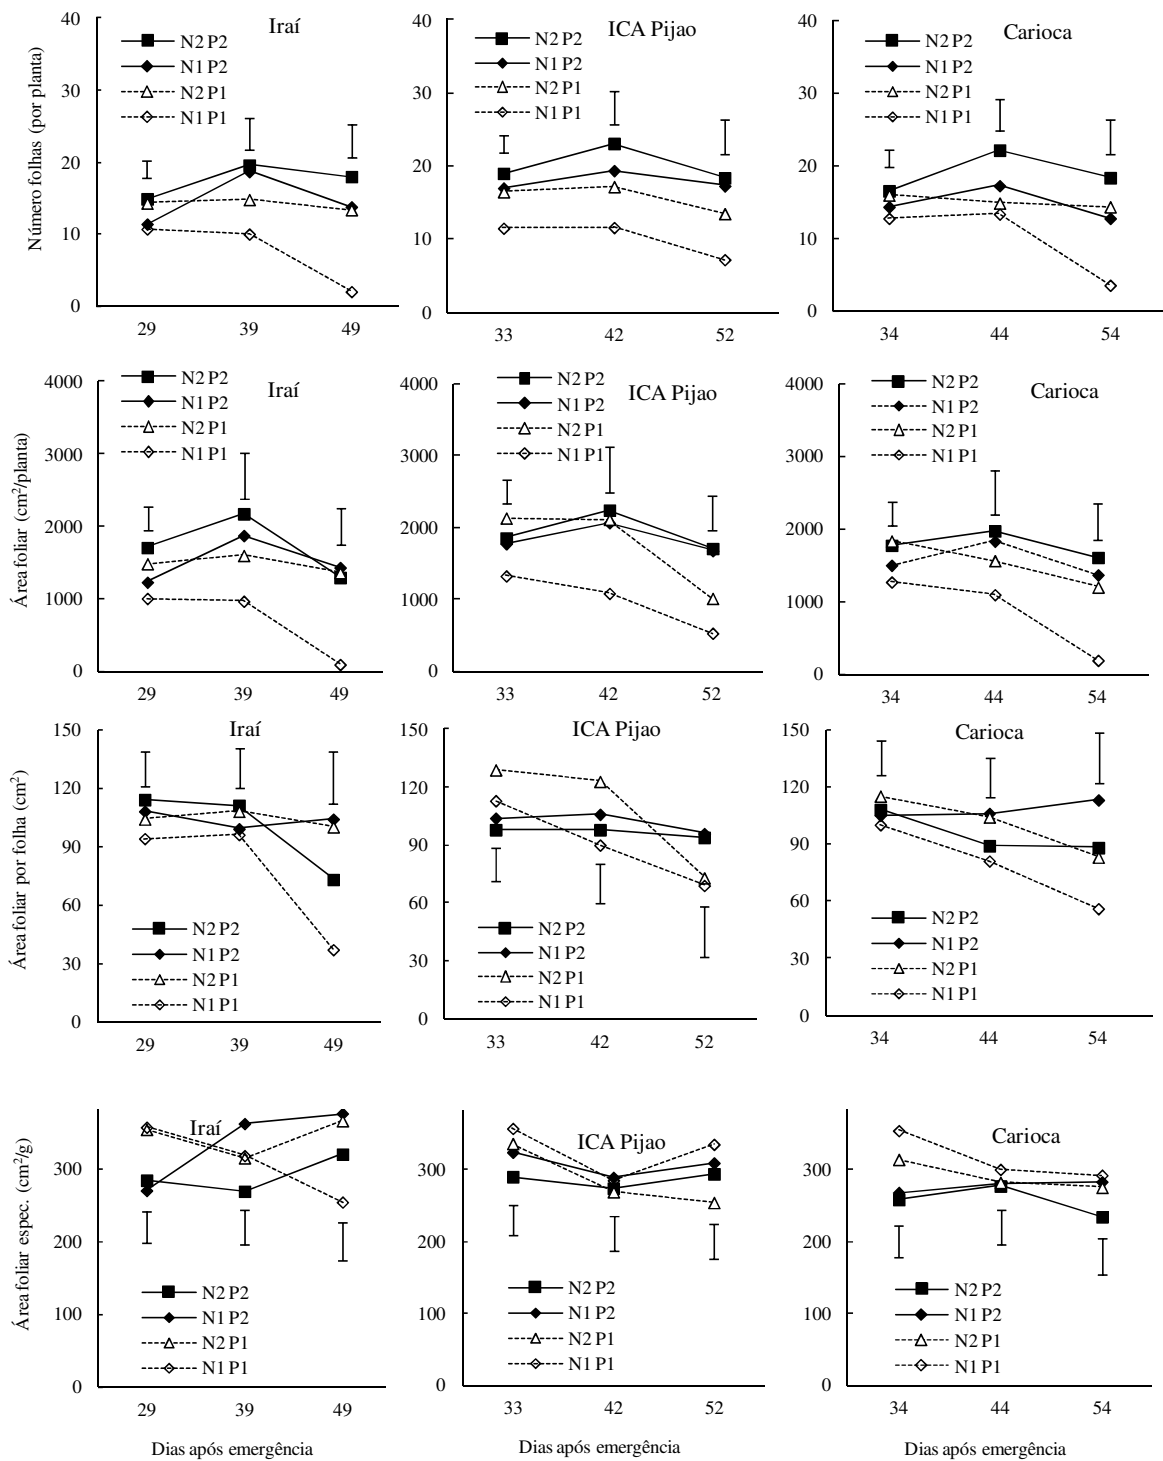 Número folhas (por planta)
Iraí
40
30
20
10
0
N2 P2
N1 P2
N2 P1
N1 P1
29
39
49
ICA Pijao
40
30
20
10
0
N2 P2
N1 P2
N2 P1
N1 P1
33
42
52
Carioca
40
30
20
10
0
N2 P2
N1 P2
N2 P1
N1 P1
34
44
54
Área foliar (cm²/planta)
Iraí
4000
3000
2000
1000
0
N2 P2
N1 P2
N2 P1
N1 P1
29
39
49
ICA Pijao
4000
3000
2000
1000
0
N2 P2
N1 P2
N2 P1
N1 P1
33
42
52
Carioca
4000
3000
2000
1000
0
N2 P2
N1 P2
N2 P1
N1 P1
34
44
54
Área foliar por folha (cm²)
Iraí
150
120
90
60
30
0
N2 P2
N1 P2
N2 P1
N1 P1
29
39
49
ICA Pijao
150
120
90
60
30
0
N2 P2
N1 P2
N2 P1
N1 P1
33
42
52
Carioca
150
120
90
60
30
0
N2 P2
N1 P2
N2 P1
N1 P1
34
44
54
Área foliar espec. (cm²/g)
Iraí
300
200
100
0
N2 P2
N1 P2
N2 P1
N1 P1
29
39
49
Dias após emergência
ICA Pijao
300
200
100
0
N2 P2
N1 P2
N2 P1
N1 P1
33
42
52
Dias após emergência
Carioca
300
200
100
0
N2 P2
N1 P2
N2 P1
N1 P1
34
44
54
Dias após emergência